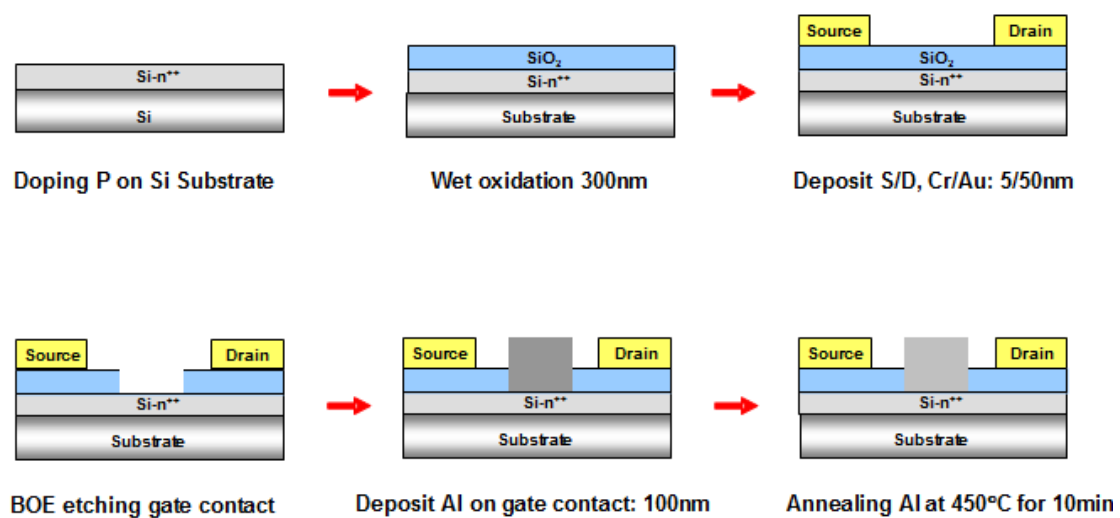 Si-n⁺⁺
Si
Doping P on Si Substrate
SiO₂
Si-n⁺⁺
Substrate
Wet oxidation 300nm
Source Drain
SiO₂
Si-n⁺⁺
Substrate
Deposit S/D, Cr/Au: 5/50nm
Source Drain
Si-n⁺⁺
Substrate
BOE etching gate contact
Source Drain
Si-n⁺⁺
Substrate
Deposit Al on gate contact: 100nm
Source Drain
Si-n⁺⁺
Substrate
Annealing Al at 450°C for 10min